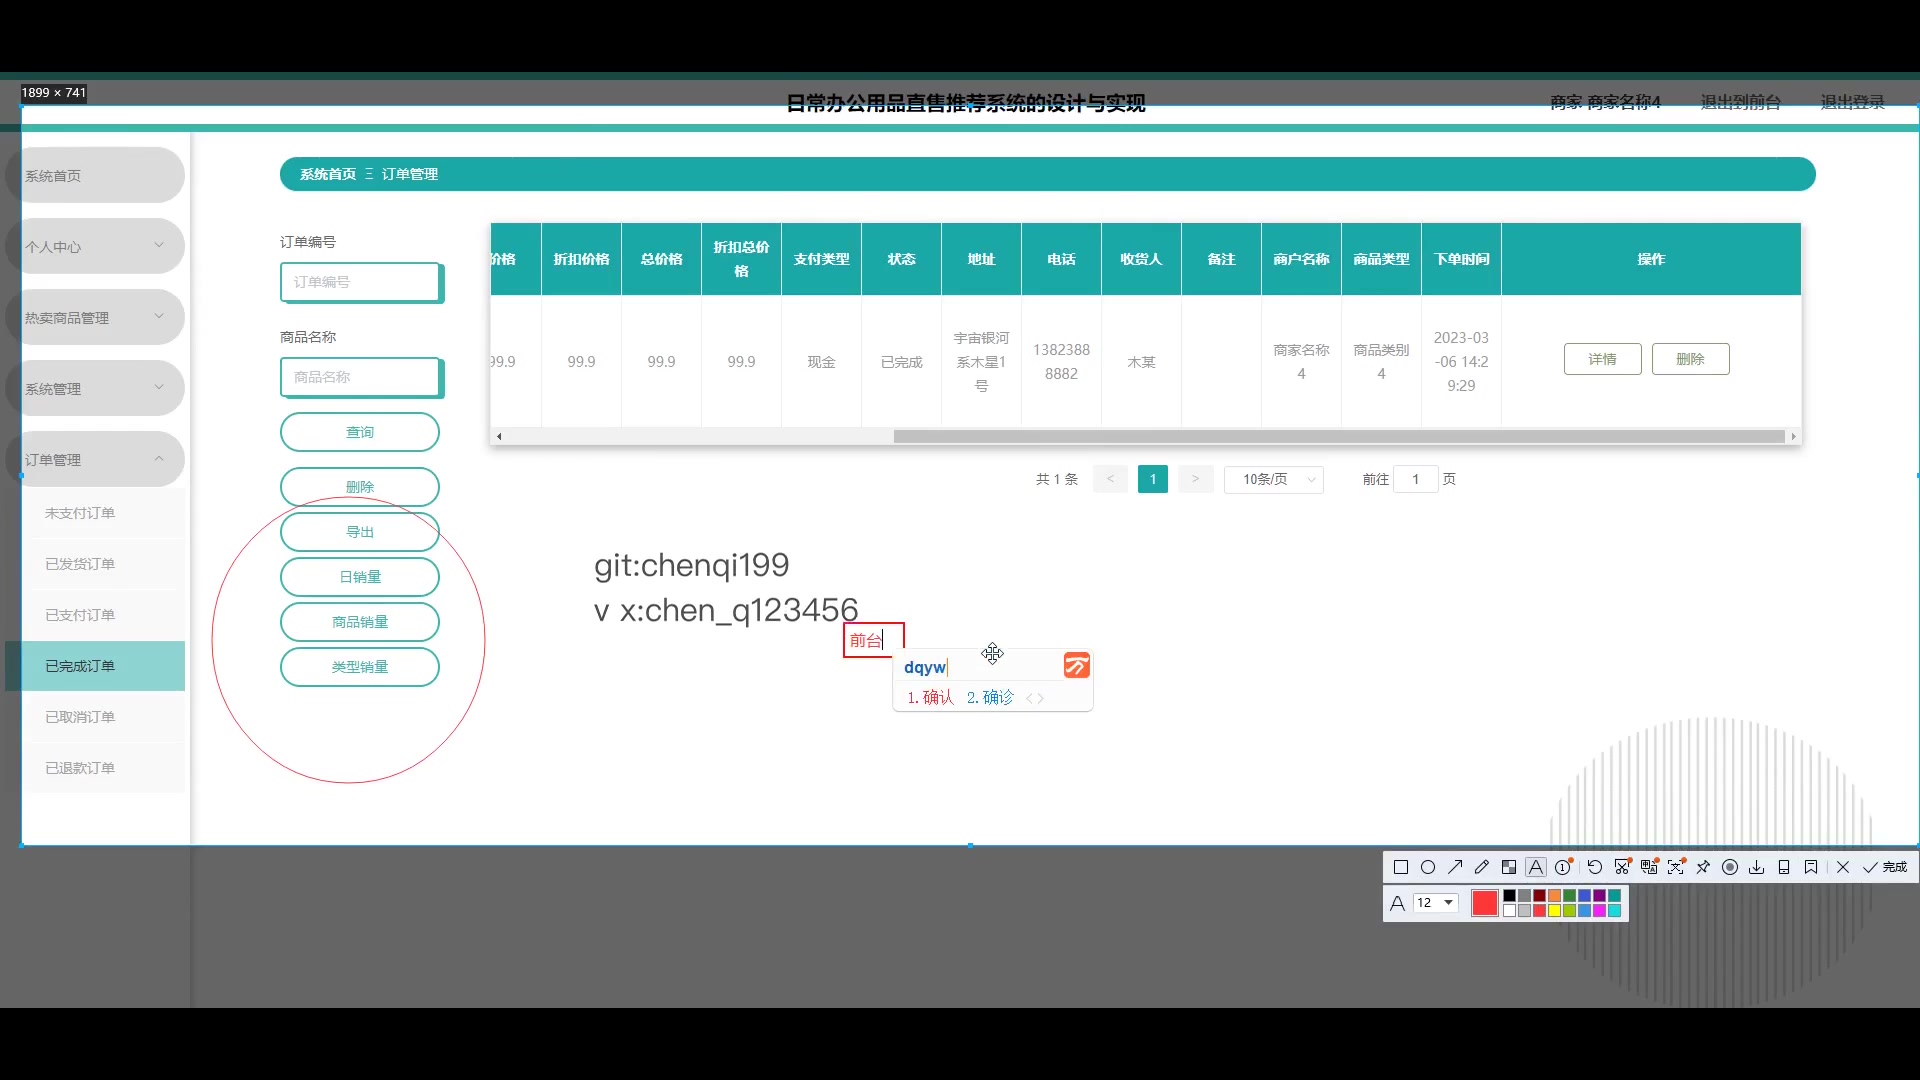 1899 × 741
日常办公用品直售推荐系统的设计与实现
商家 商家名称4
退出到前台
退出登录
系统首页
个人中心
热卖商品管理
系统管理
订单管理
未支付订单
已发货订单
已支付订单
已完成订单
已取消订单
已退款订单
系统首页 Ξ 订单管理
订单编号
订单编号
商品名称
商品名称
查询
删除
导出
日销量
商品销量
类型销量
价格 折扣价格 总价格 折扣总价
格 支付类型 状态 地址 电话 收货人 备注 商户名称 商品类型 下单时间 操作
99.9 99.9 99.9 99.9 现金 已完成
宇宙银河
系木星1
号
1382388
8882
木某
商家名称
4
商品类别
4
2023-03
-06 14:2
9:29
详情 删除
共 1 条 < 1 > 10条/页 前往 1 页
git:chenqi199
v x:chen_q123456
前台
dqyw
1.确认 2.确诊
完成
A 12